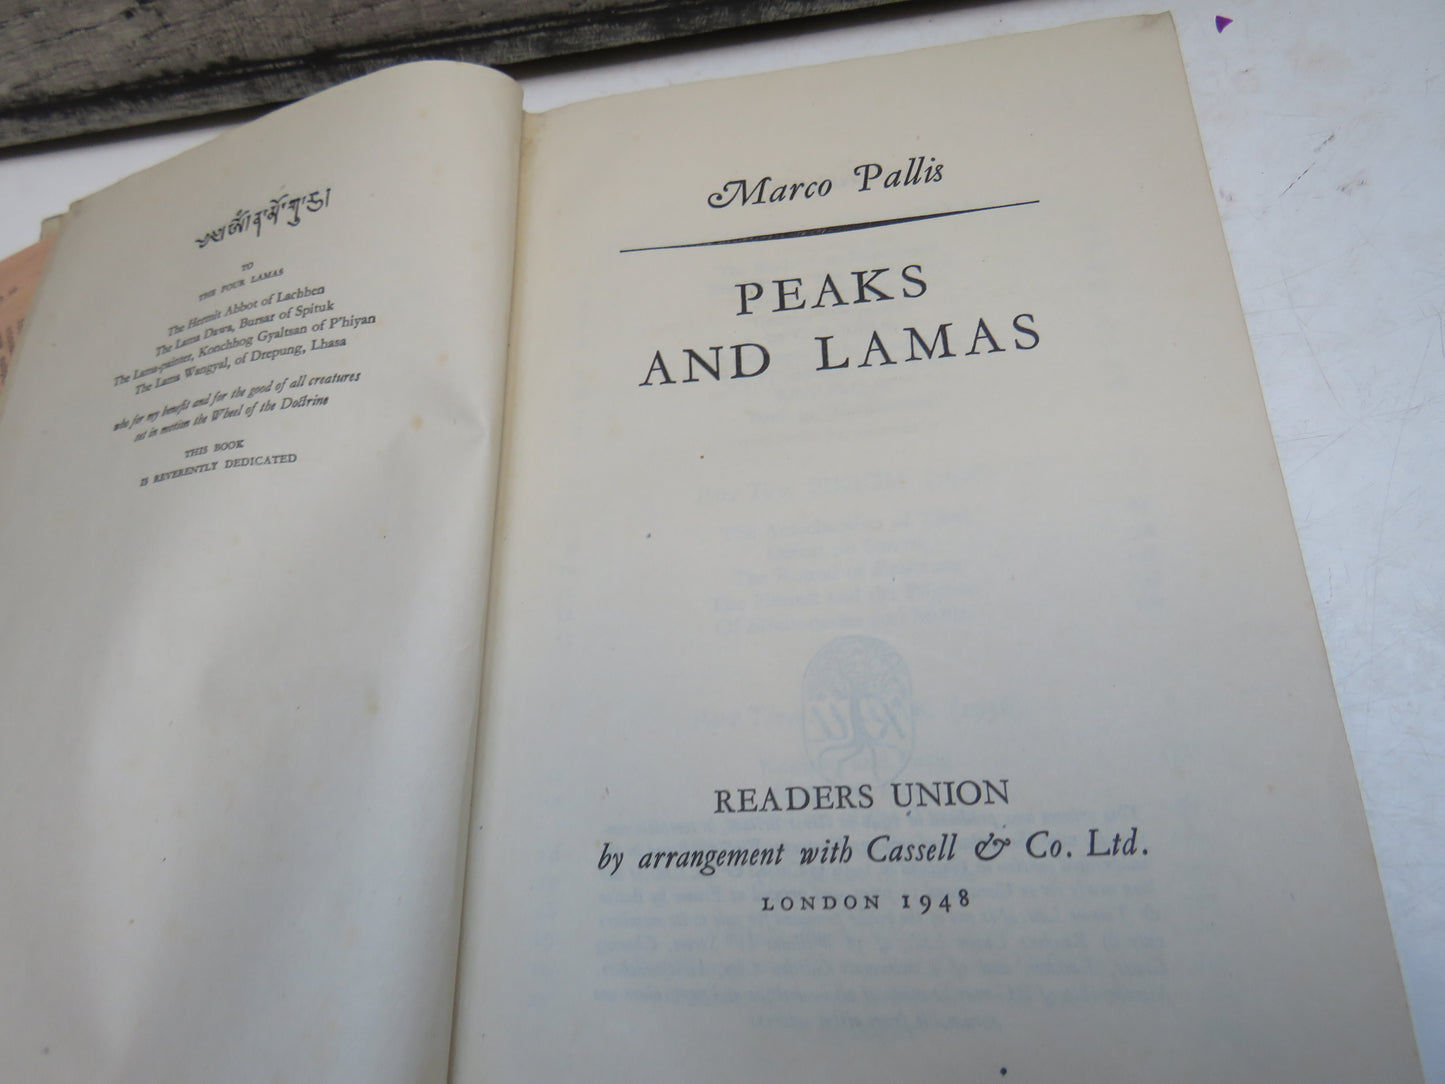 TO
THE FOUR LAMAS
The Hermit Abbot of Lachhen
The Lama Dawa, Bursar of Spituk
The Lama-painter, Konchhog Gyaltsan of P'hiyan
The Lama Wangyal, of Drepung, Lhasa
who for my benefit and for the good of all creatures
set in motion the Wheel of the Doctrine
THIS BOOK
IS REVERENTLY DEDICATED
Marco Pallis
PEAKS
AND LAMAS
READERS UNION
by arrangement with Cassell & Co. Ltd.
LONDON 1948